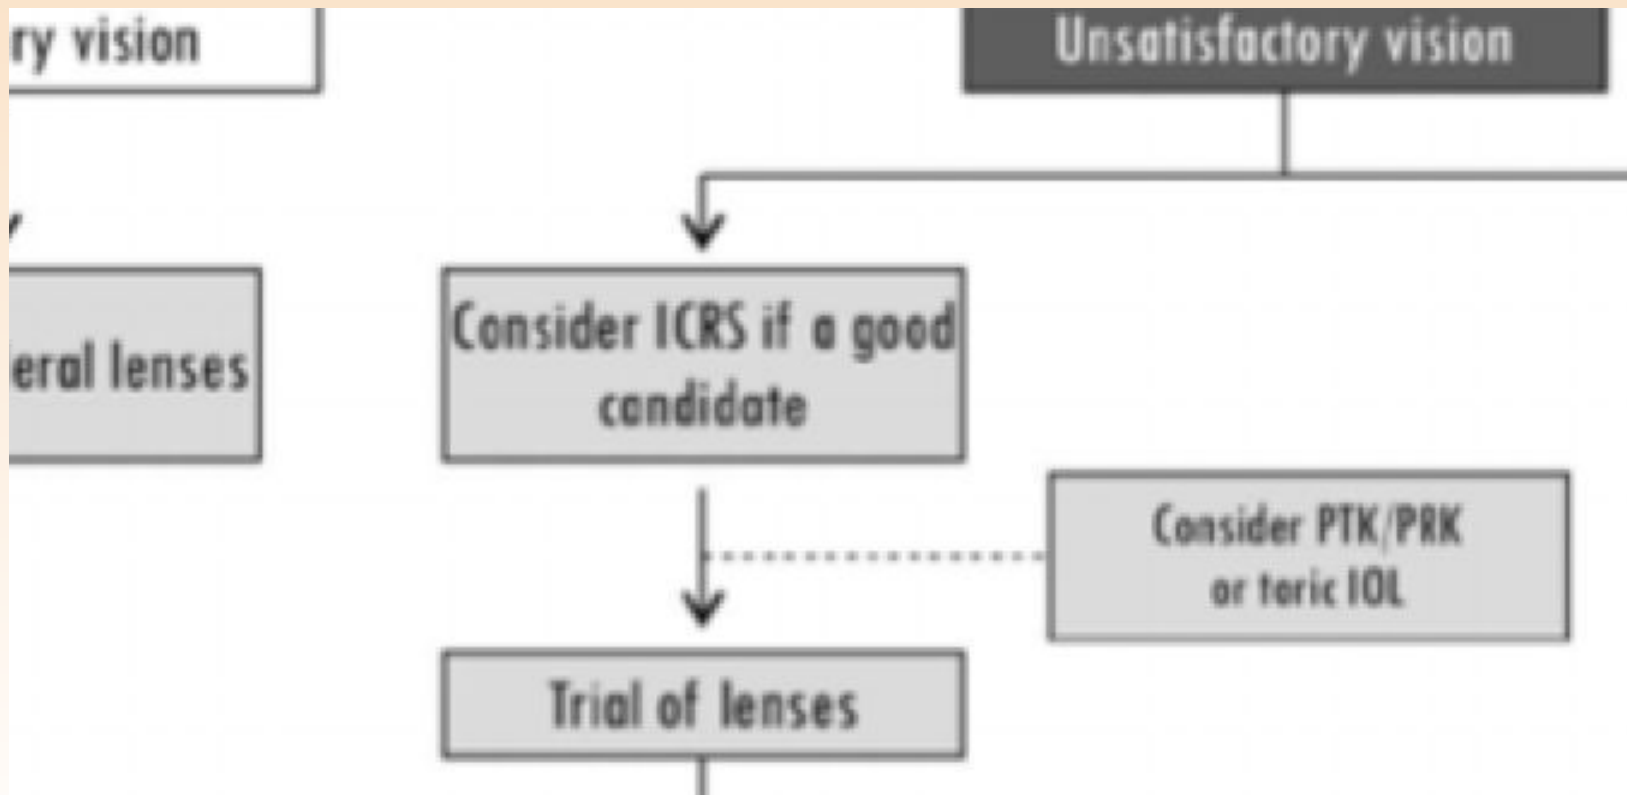 ry vision
Unsatisfactory vision
eral lenses
Consider ICRS if a good
candidate
Consider PTK/PRK
or toric IOL
Trial of lenses